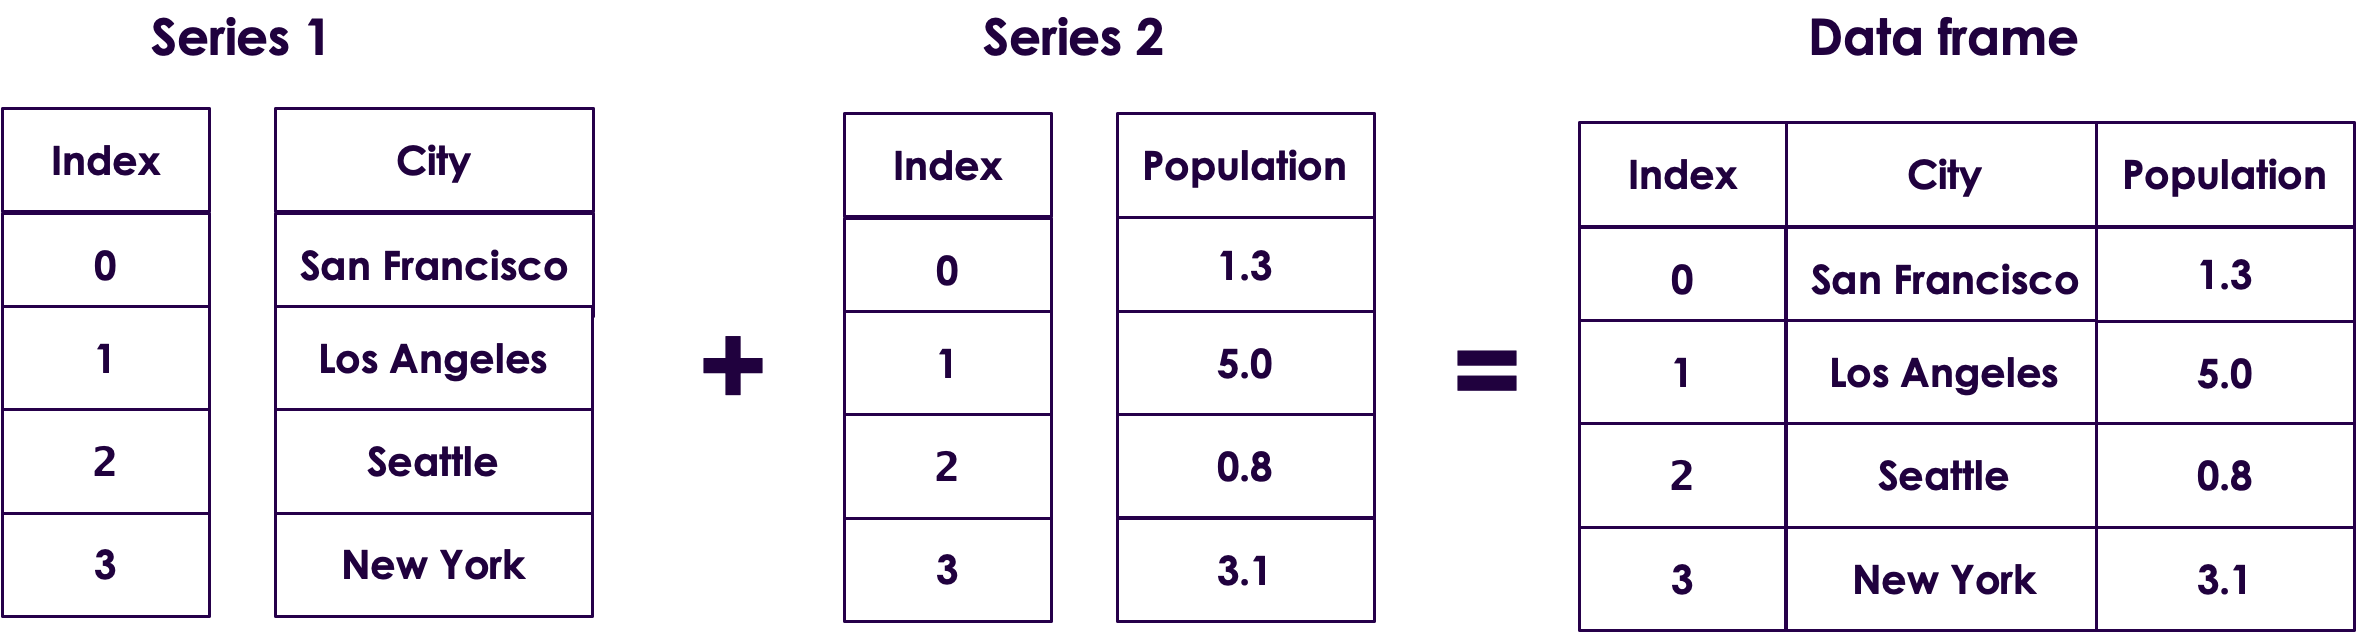 Series 1
Index City
0 San Francisco
1 Los Angeles
2 Seattle
3 New York
+
Series 2
Index Population
0 1.3
1 5.0
2 0.8
3 3.1
=
Data frame
Index City Population
0 San Francisco 1.3
1 Los Angeles 5.0
2 Seattle 0.8
3 New York 3.1